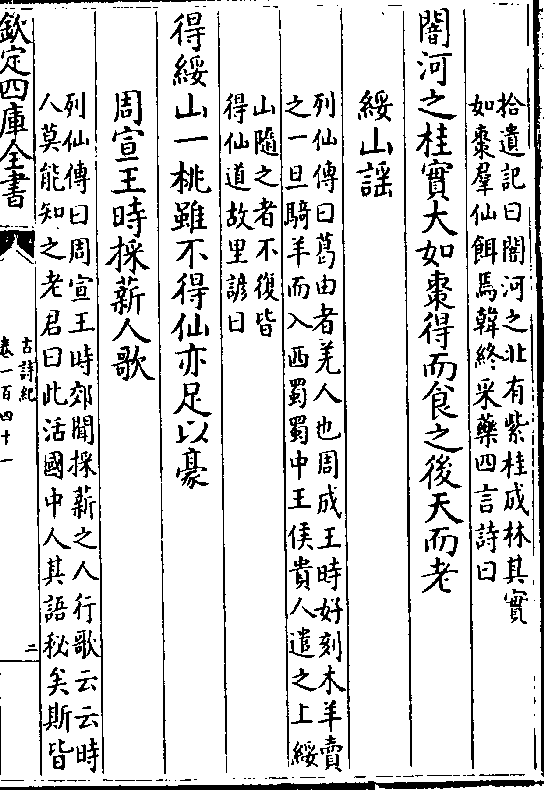 拾遺記曰闇河之北有紫桂成林其實
如棗羣仙餌焉韓終采藥四言詩曰
闇河之桂實大如棗得而食之後天而老
綏山謡
列仙傳曰葛由者羌人也周成王時好刻木羊賣
之一旦騎羊而入西蜀蜀中王侯貴人遣之上綏
山隨之者不復皆
得仙道故里諺曰
得綏山一桃雖不得仙亦足以豪
周宣王時採薪人歌
列仙傳曰周宣王時郊聞採薪之人行歌云云時
人莫能知之老君曰此活國中人其語秘矣斯皆
欽定四庫全書
古詩紀
卷一百四十一
二